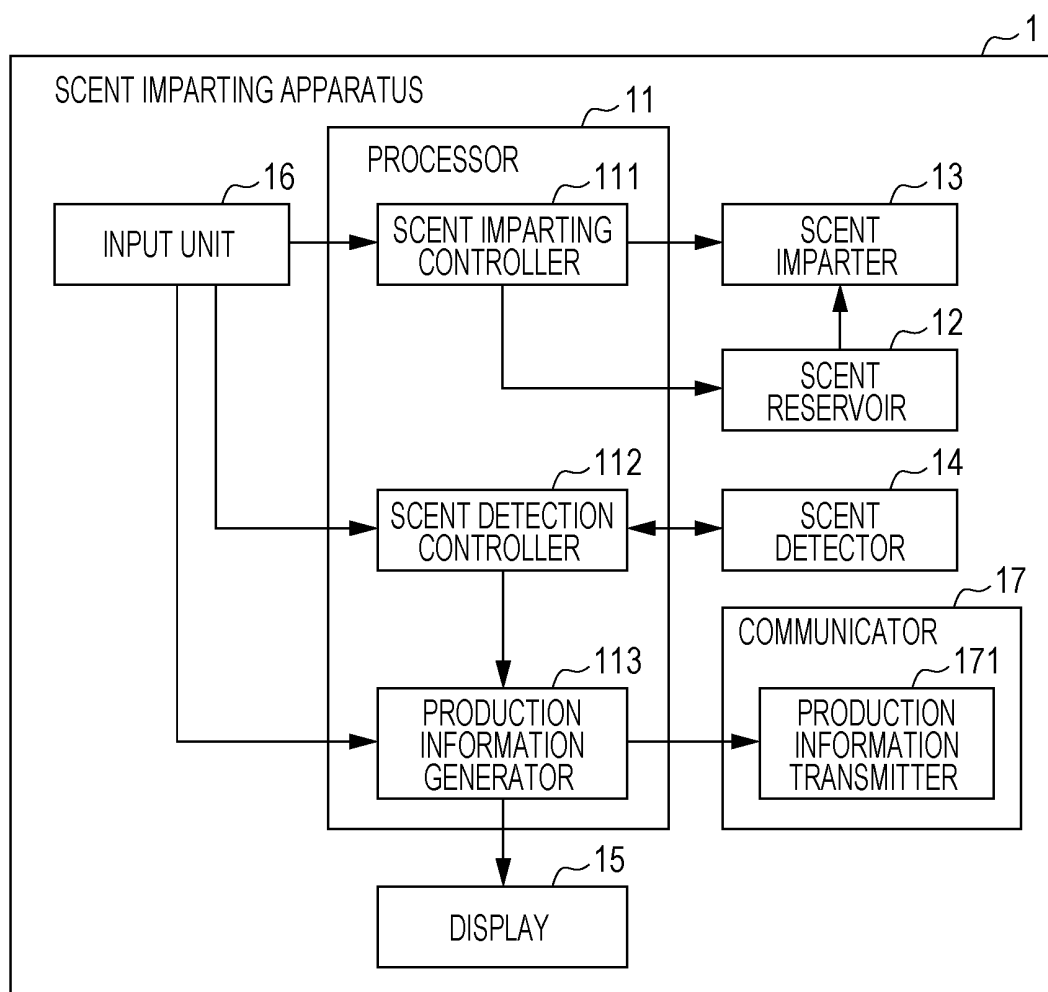 1
SCENT IMPARTING APPARATUS
11
PROCESSOR
16
INPUT UNIT
111
SCENT IMPARTING
CONTROLLER
13
SCENT
IMPARTER
12
SCENT
RESERVOIR
112
SCENT DETECTION
CONTROLLER
14
SCENT
DETECTOR
17
COMMUNICATOR
113
PRODUCTION
INFORMATION
GENERATOR
171
PRODUCTION
INFORMATION
TRANSMITTER
15
DISPLAY